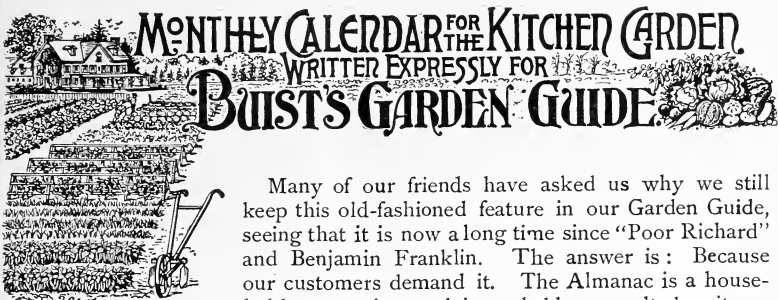 MONTHLY CALENDAR FOR THE KITCHEN GARDEN.
WRITTEN EXPRESSLY FOR
BUIST'S GARDEN GUIDE.
Many of our friends have asked us why we still
keep this old-fashioned feature in our Garden Guide,
seeing that it is now a long time since "Poor Richard"
and Benjamin Franklin. The answer is: Because
our customers demand it. The Almanac is a house-